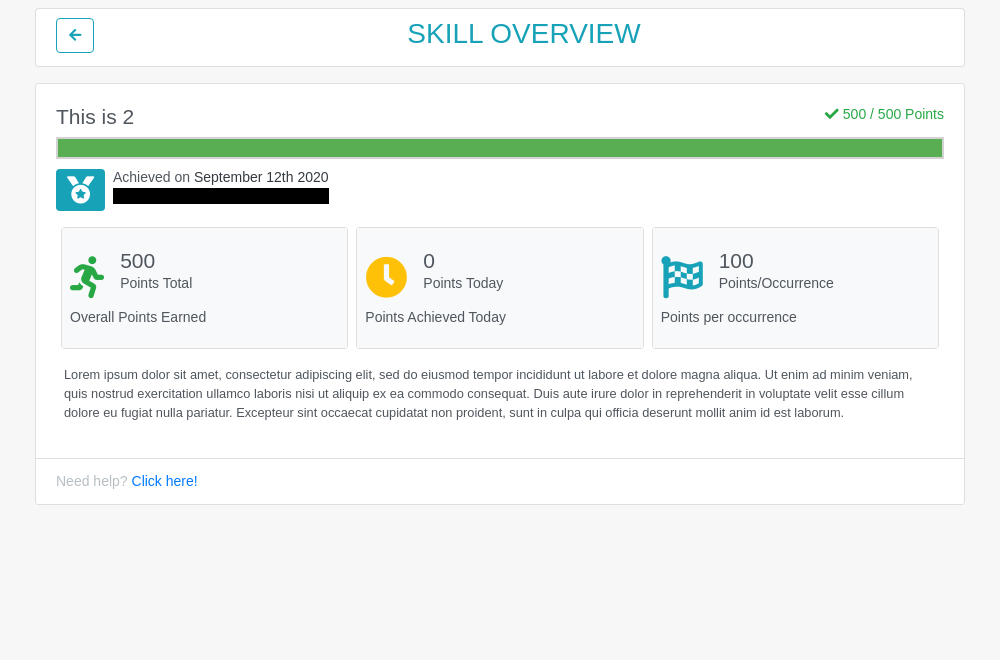 SKILL OVERVIEW
This is 2
500 / 500 Points
Achieved on September 12th 2020
500
Points Total
Overall Points Earned
0
Points Today
Points Achieved Today
100
Points/Occurrence
Points per occurrence
Lorem ipsum dolor sit amet, consectetur adipiscing elit, sed do eiusmod tempor incididunt ut labore et dolore magna aliqua. Ut enim ad minim veniam,
quis nostrud exercitation ullamco laboris nisi ut aliquip ex ea commodo consequat. Duis aute irure dolor in reprehenderit in voluptate velit esse cillum
dolore eu fugiat nulla pariatur. Excepteur sint occaecat cupidatat non proident, sunt in culpa qui officia deserunt mollit anim id est laborum.
Need help? Click here!